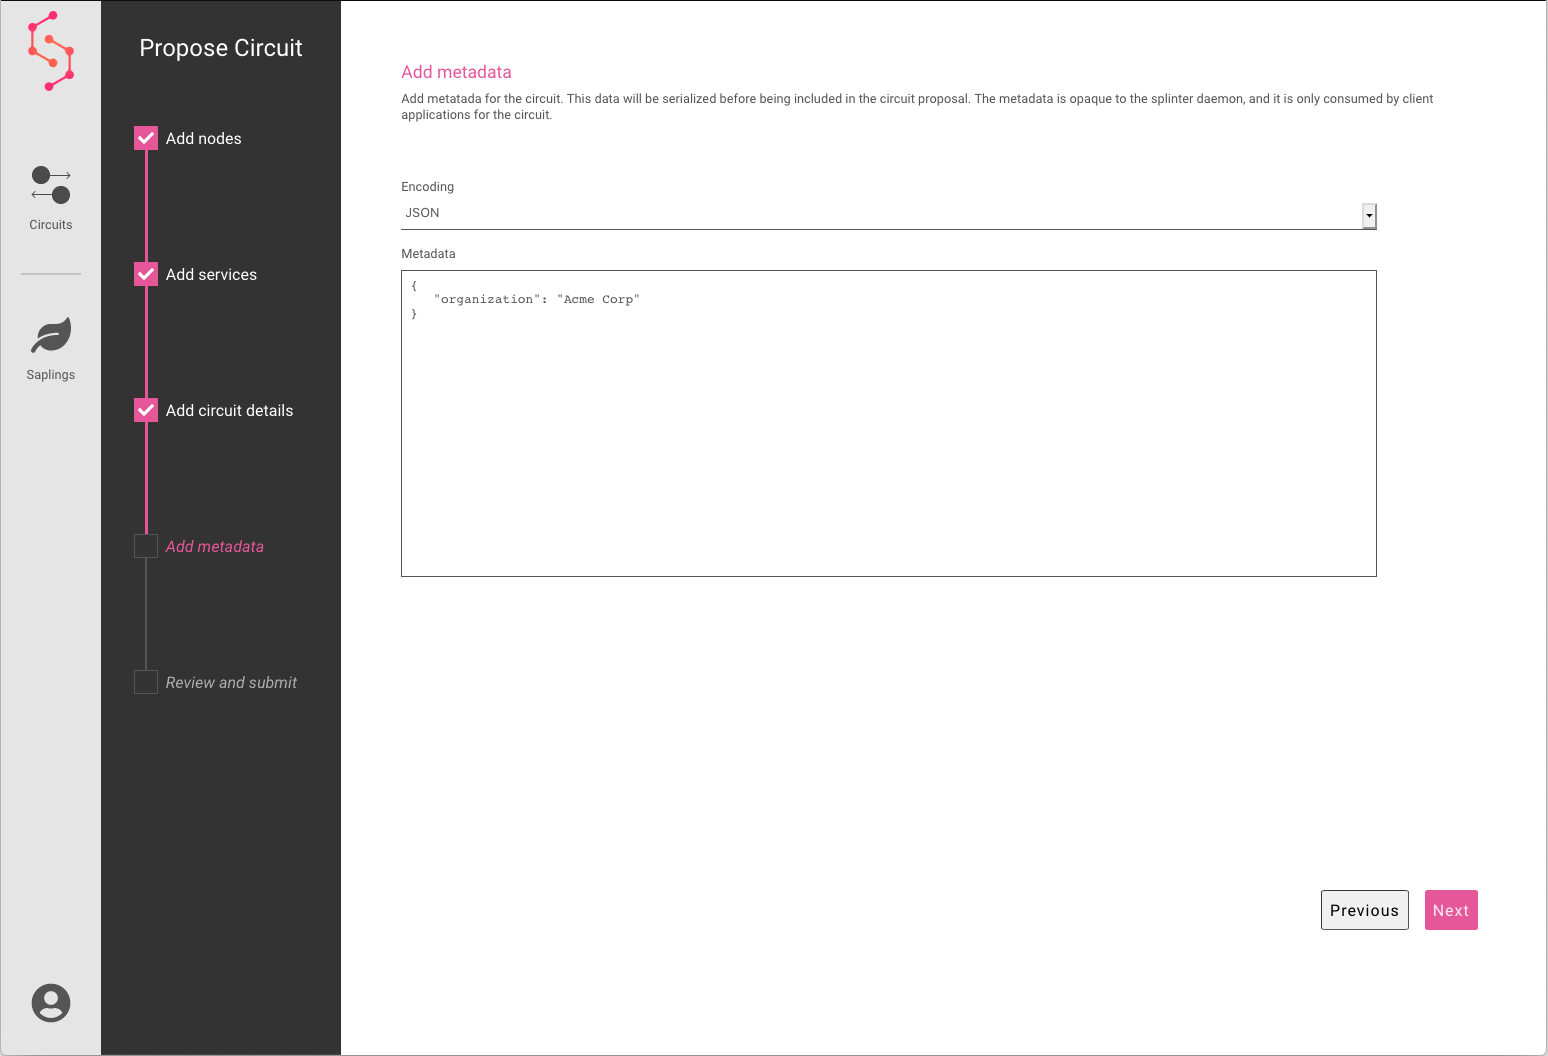 Propose Circuit
Circuits
Saplings
Add nodes
Add services
Add circuit details
Add metadata
Review and submit
Add metadata
Add metatada for the circuit. This data will be serialized before being included in the circuit proposal. The metadata is opaque to the splinter daemon, and it is only consumed by client
applications for the circuit.
Encoding
JSON
Metadata
{
"organization": "Acme Corp"
}
Previous
Next